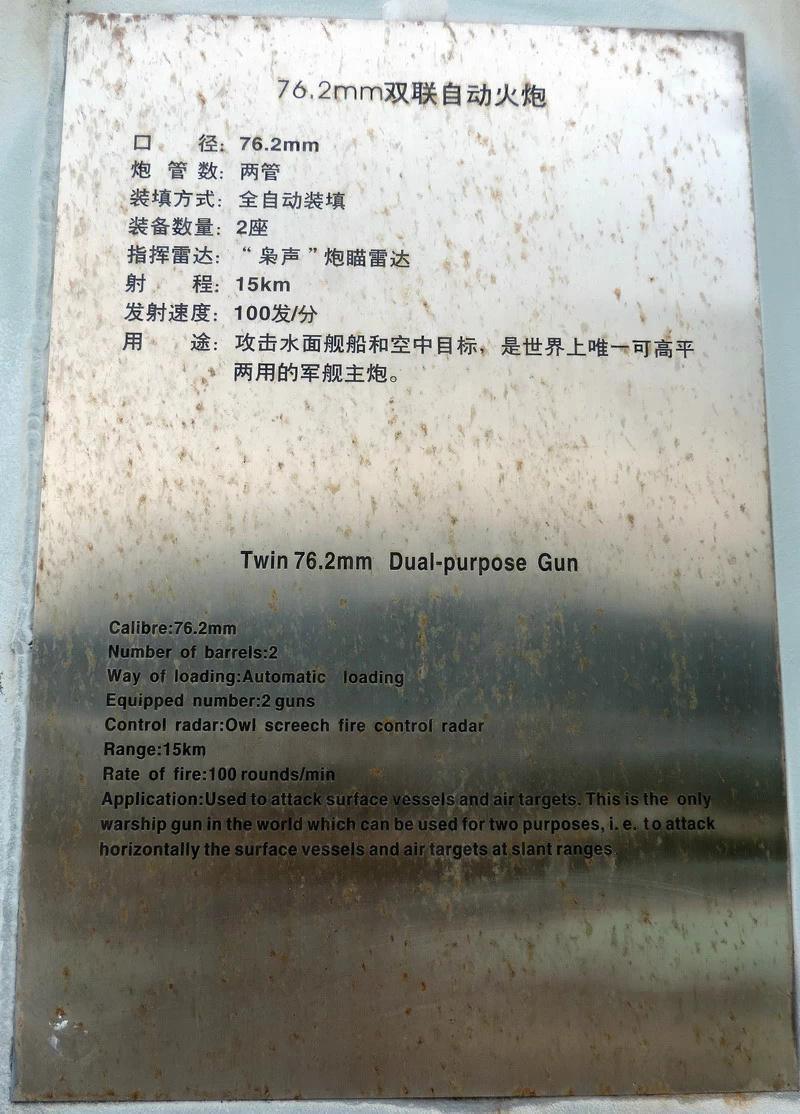 76.2mm双联自动火炮
口 径：76.2mm
炮 管 数：两管
装填方式：全自动装填
装备数量：2座
指挥雷达：“枭声”炮瞄雷达
射 程：15km
发射速度：100发/分
用 途：攻击水面舰船和空中目标，是世界上唯一可高平
两用的军舰主炮。
Twin 76.2mm Dual-purpose Gun
Calibre:76.2mm
Number of barrels:2
Way of loading:Automatic loading
Equipped number:2 guns
Control radar:Owl screech fire control radar
Range:15km
Rate of fire:100 rounds/min
Application:Used to attack surface vessels and air targets. This is the only
warship gun in the world which can be used for two purposes, i. e. to attack
horizontally the surface vessels and air targets at slant ranges.